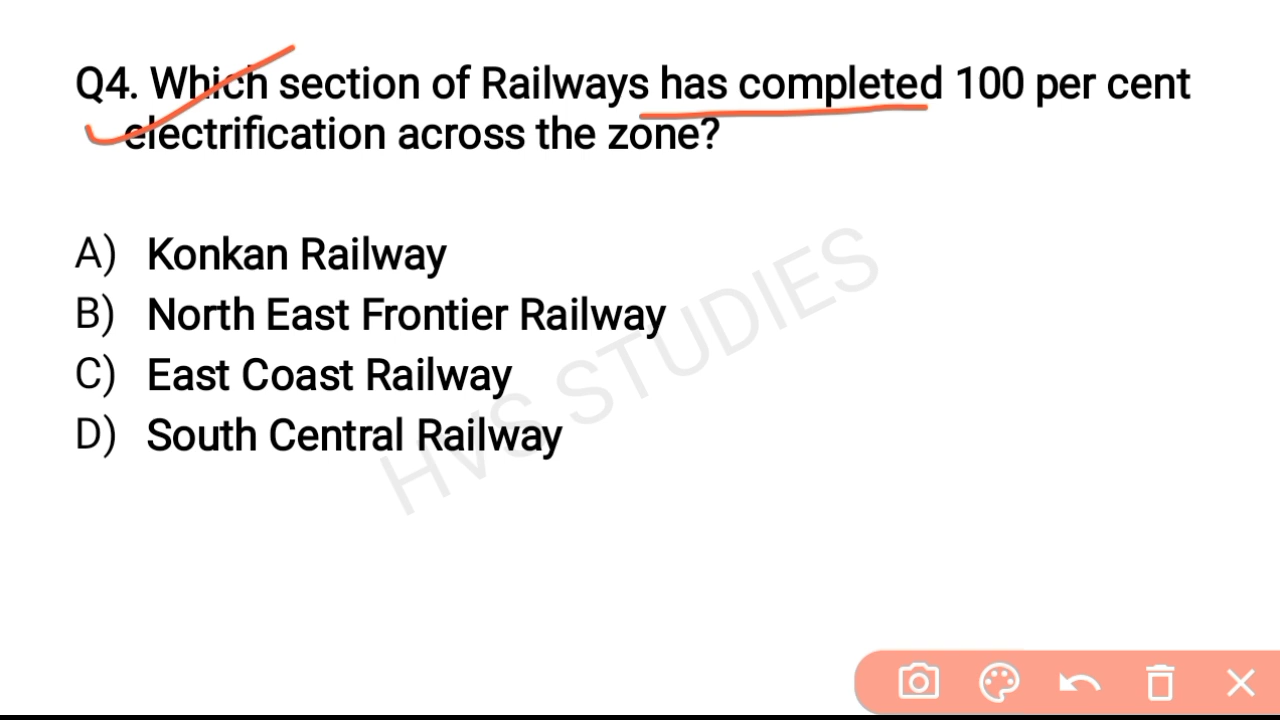 Q4. Which section of Railways has completed 100 per cent
electrification across the zone?
A) Konkan Railway
B) North East Frontier Railway
C) East Coast Railway
D) South Central Railway
HVS STUDIES